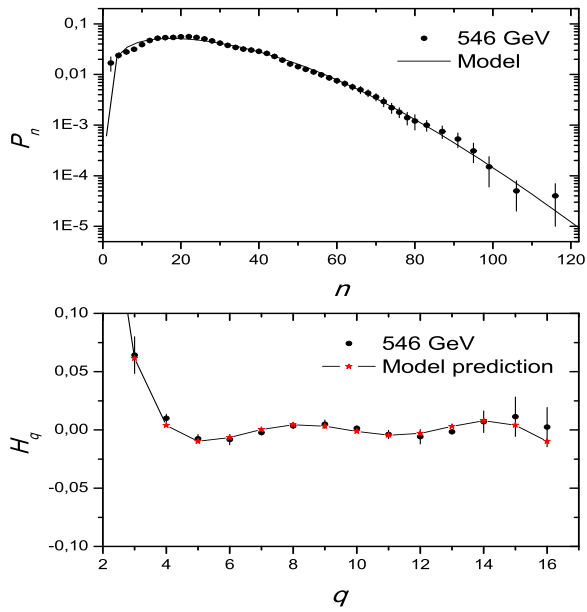 0,1
0,01
1E-3
1E-4
1E-5
P_n
546 GeV
Model
0 20 40 60 80 100 120
n
0,10
0,05
0,00
-0,05
-0,10
H_q
546 GeV
Model prediction
2 4 6 8 10 12 14 16
q